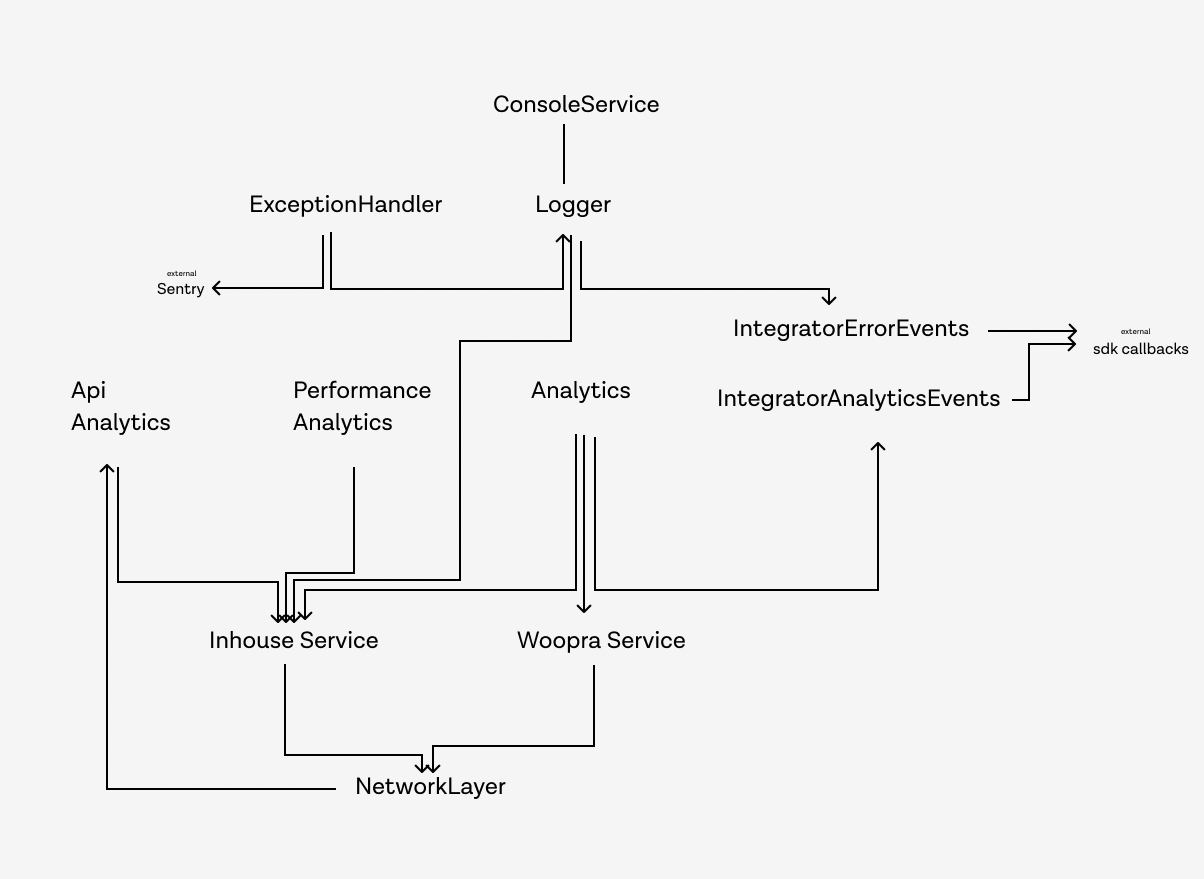 ConsoleService
ExceptionHandler
Logger
external
Sentry
IntegratorErrorEvents
external
sdk callbacks
Api
Analytics
Performance
Analytics
Analytics
IntegratorAnalyticsEvents
Inhouse Service
Woopra Service
NetworkLayer